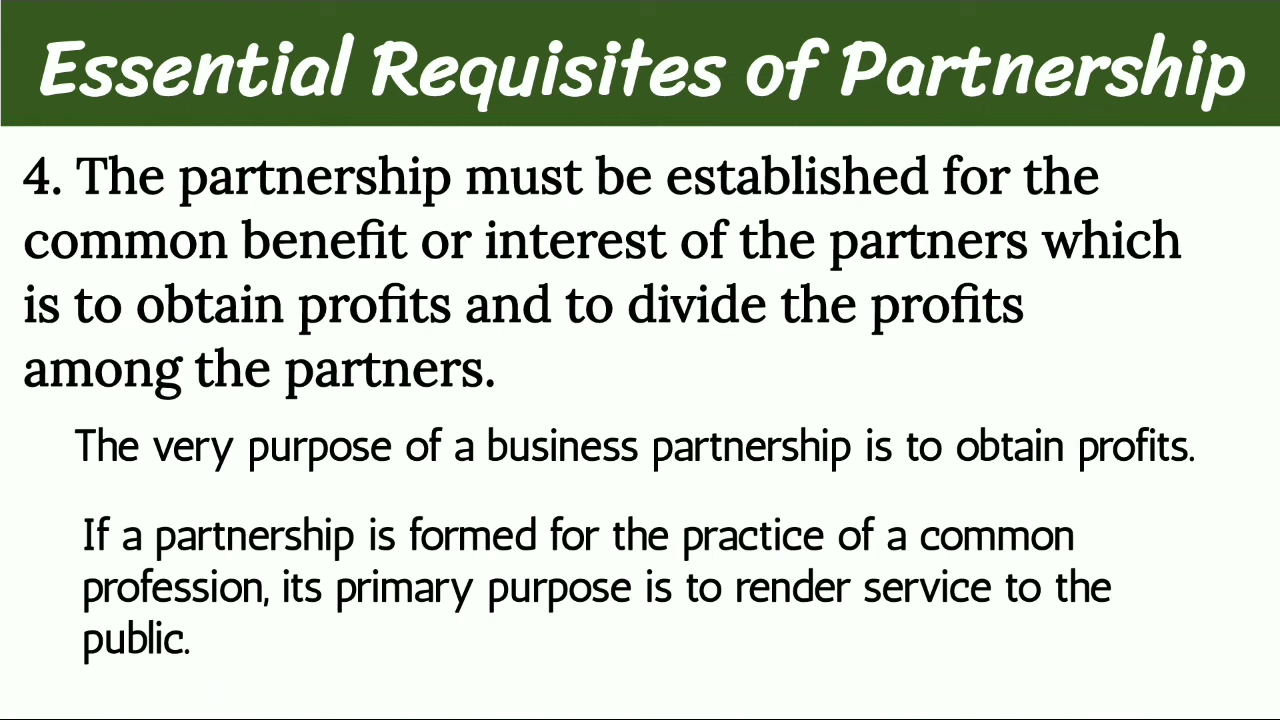 Essential Requisites of Partnership
4. The partnership must be established for the
common benefit or interest of the partners which
is to obtain profits and to divide the profits
among the partners.
The very purpose of a business partnership is to obtain profits.
If a partnership is formed for the practice of a common
profession, its primary purpose is to render service to the
public.